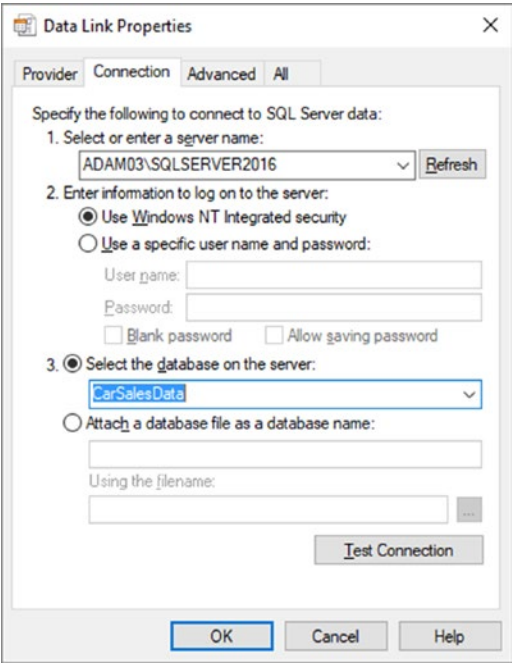 Data Link Properties
Provider Connection Advanced All
Specify the following to connect to SQL Server data:
1. Select or enter a server name:
ADAM03\SQLSERVER2016 Refresh
2. Enter information to log on to the server:
Use Windows NT Integrated security
Use a specific user name and password:
User name:
Password:
Blank password Allow saving password
3. Select the database on the server:
CarSalesData
Attach a database file as a database name:
Using the filename:
...
Test Connection
OK Cancel Help